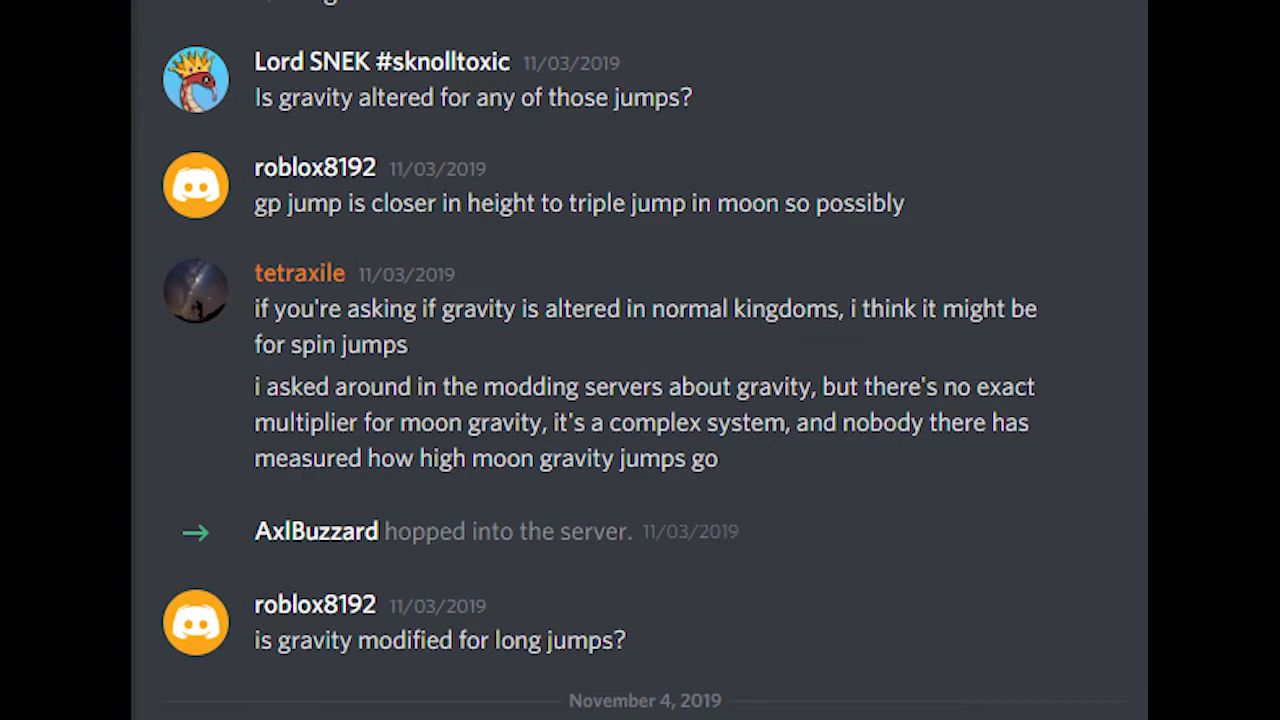 Lord SNEK #sknolltoxic 11/03/2019
Is gravity altered for any of those jumps?
roblox8192 11/03/2019
gp jump is closer in height to triple jump in moon so possibly
tetraxile 11/03/2019
if you're asking if gravity is altered in normal kingdoms, i think it might be
for spin jumps
i asked around in the modding servers about gravity, but there's no exact
multiplier for moon gravity, it's a complex system, and nobody there has
measured how high moon gravity jumps go
AxlBuzzard hopped into the server. 11/03/2019
roblox8192 11/03/2019
is gravity modified for long jumps?
November 4, 2019